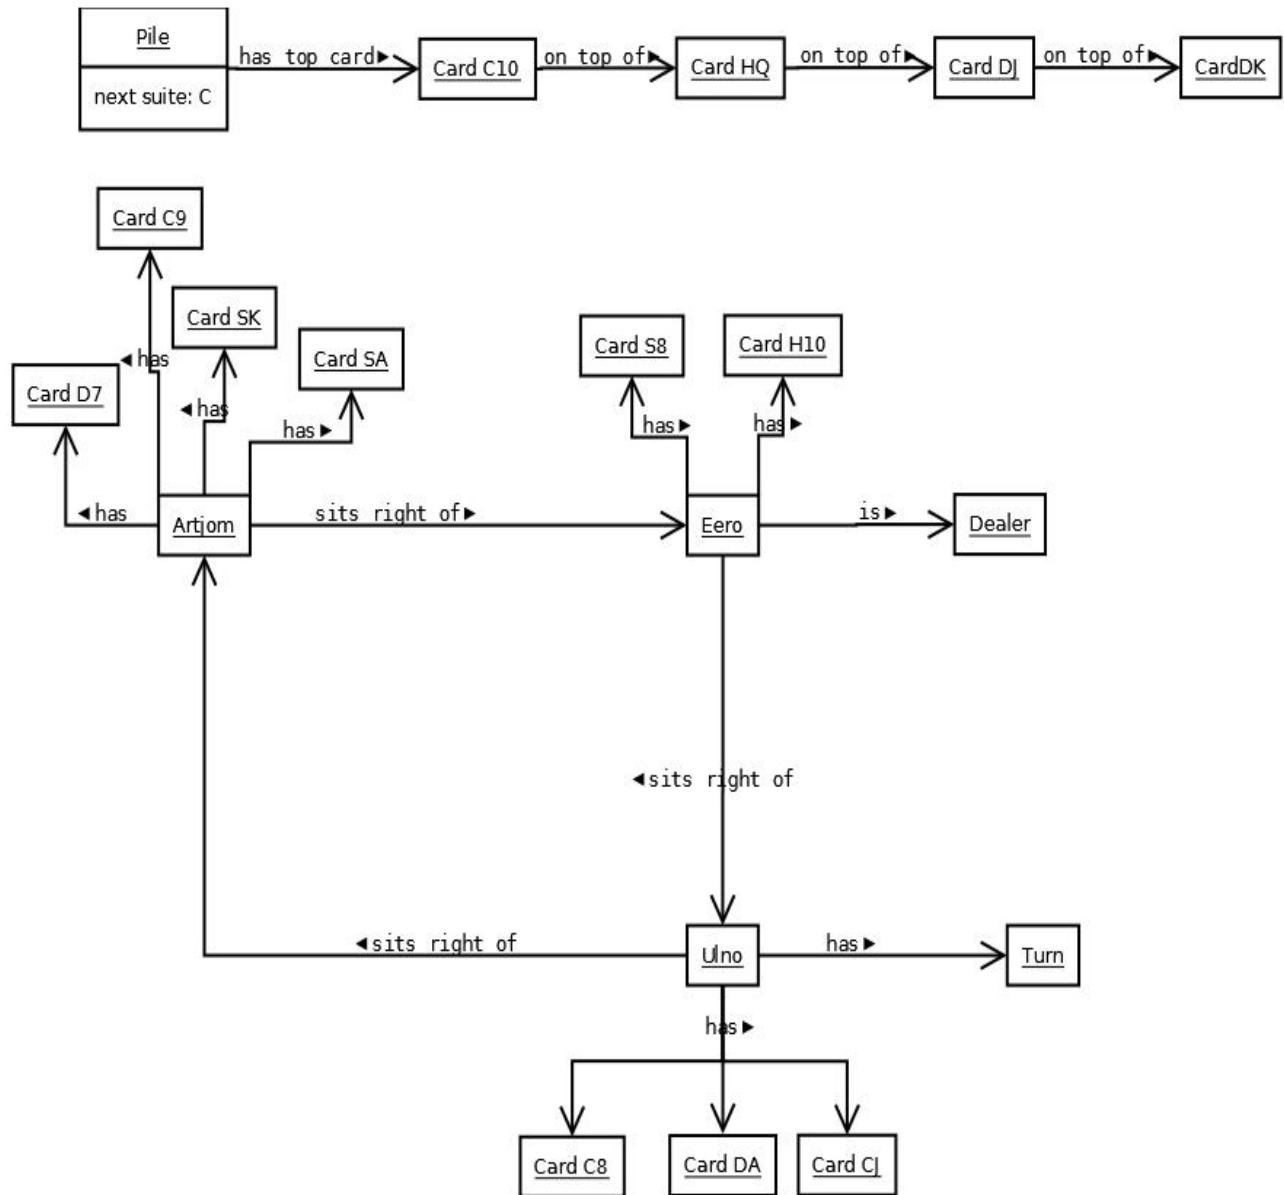 Pile
next suite: C
has top card►
Card C10
on top of►
Card HQ
on top of►
Card DJ
on top of►
CardDK
Card C9
Card SK
Card SA
Card D7
◄has
◄has
has►
◄has
Card S8
Card H10
has►
has►
Artjom
sits right of►
Eero
is►
Dealer
◄sits right of
◄sits right of
Ulno
has►
Turn
has►
Card C8
Card DA
Card CJ